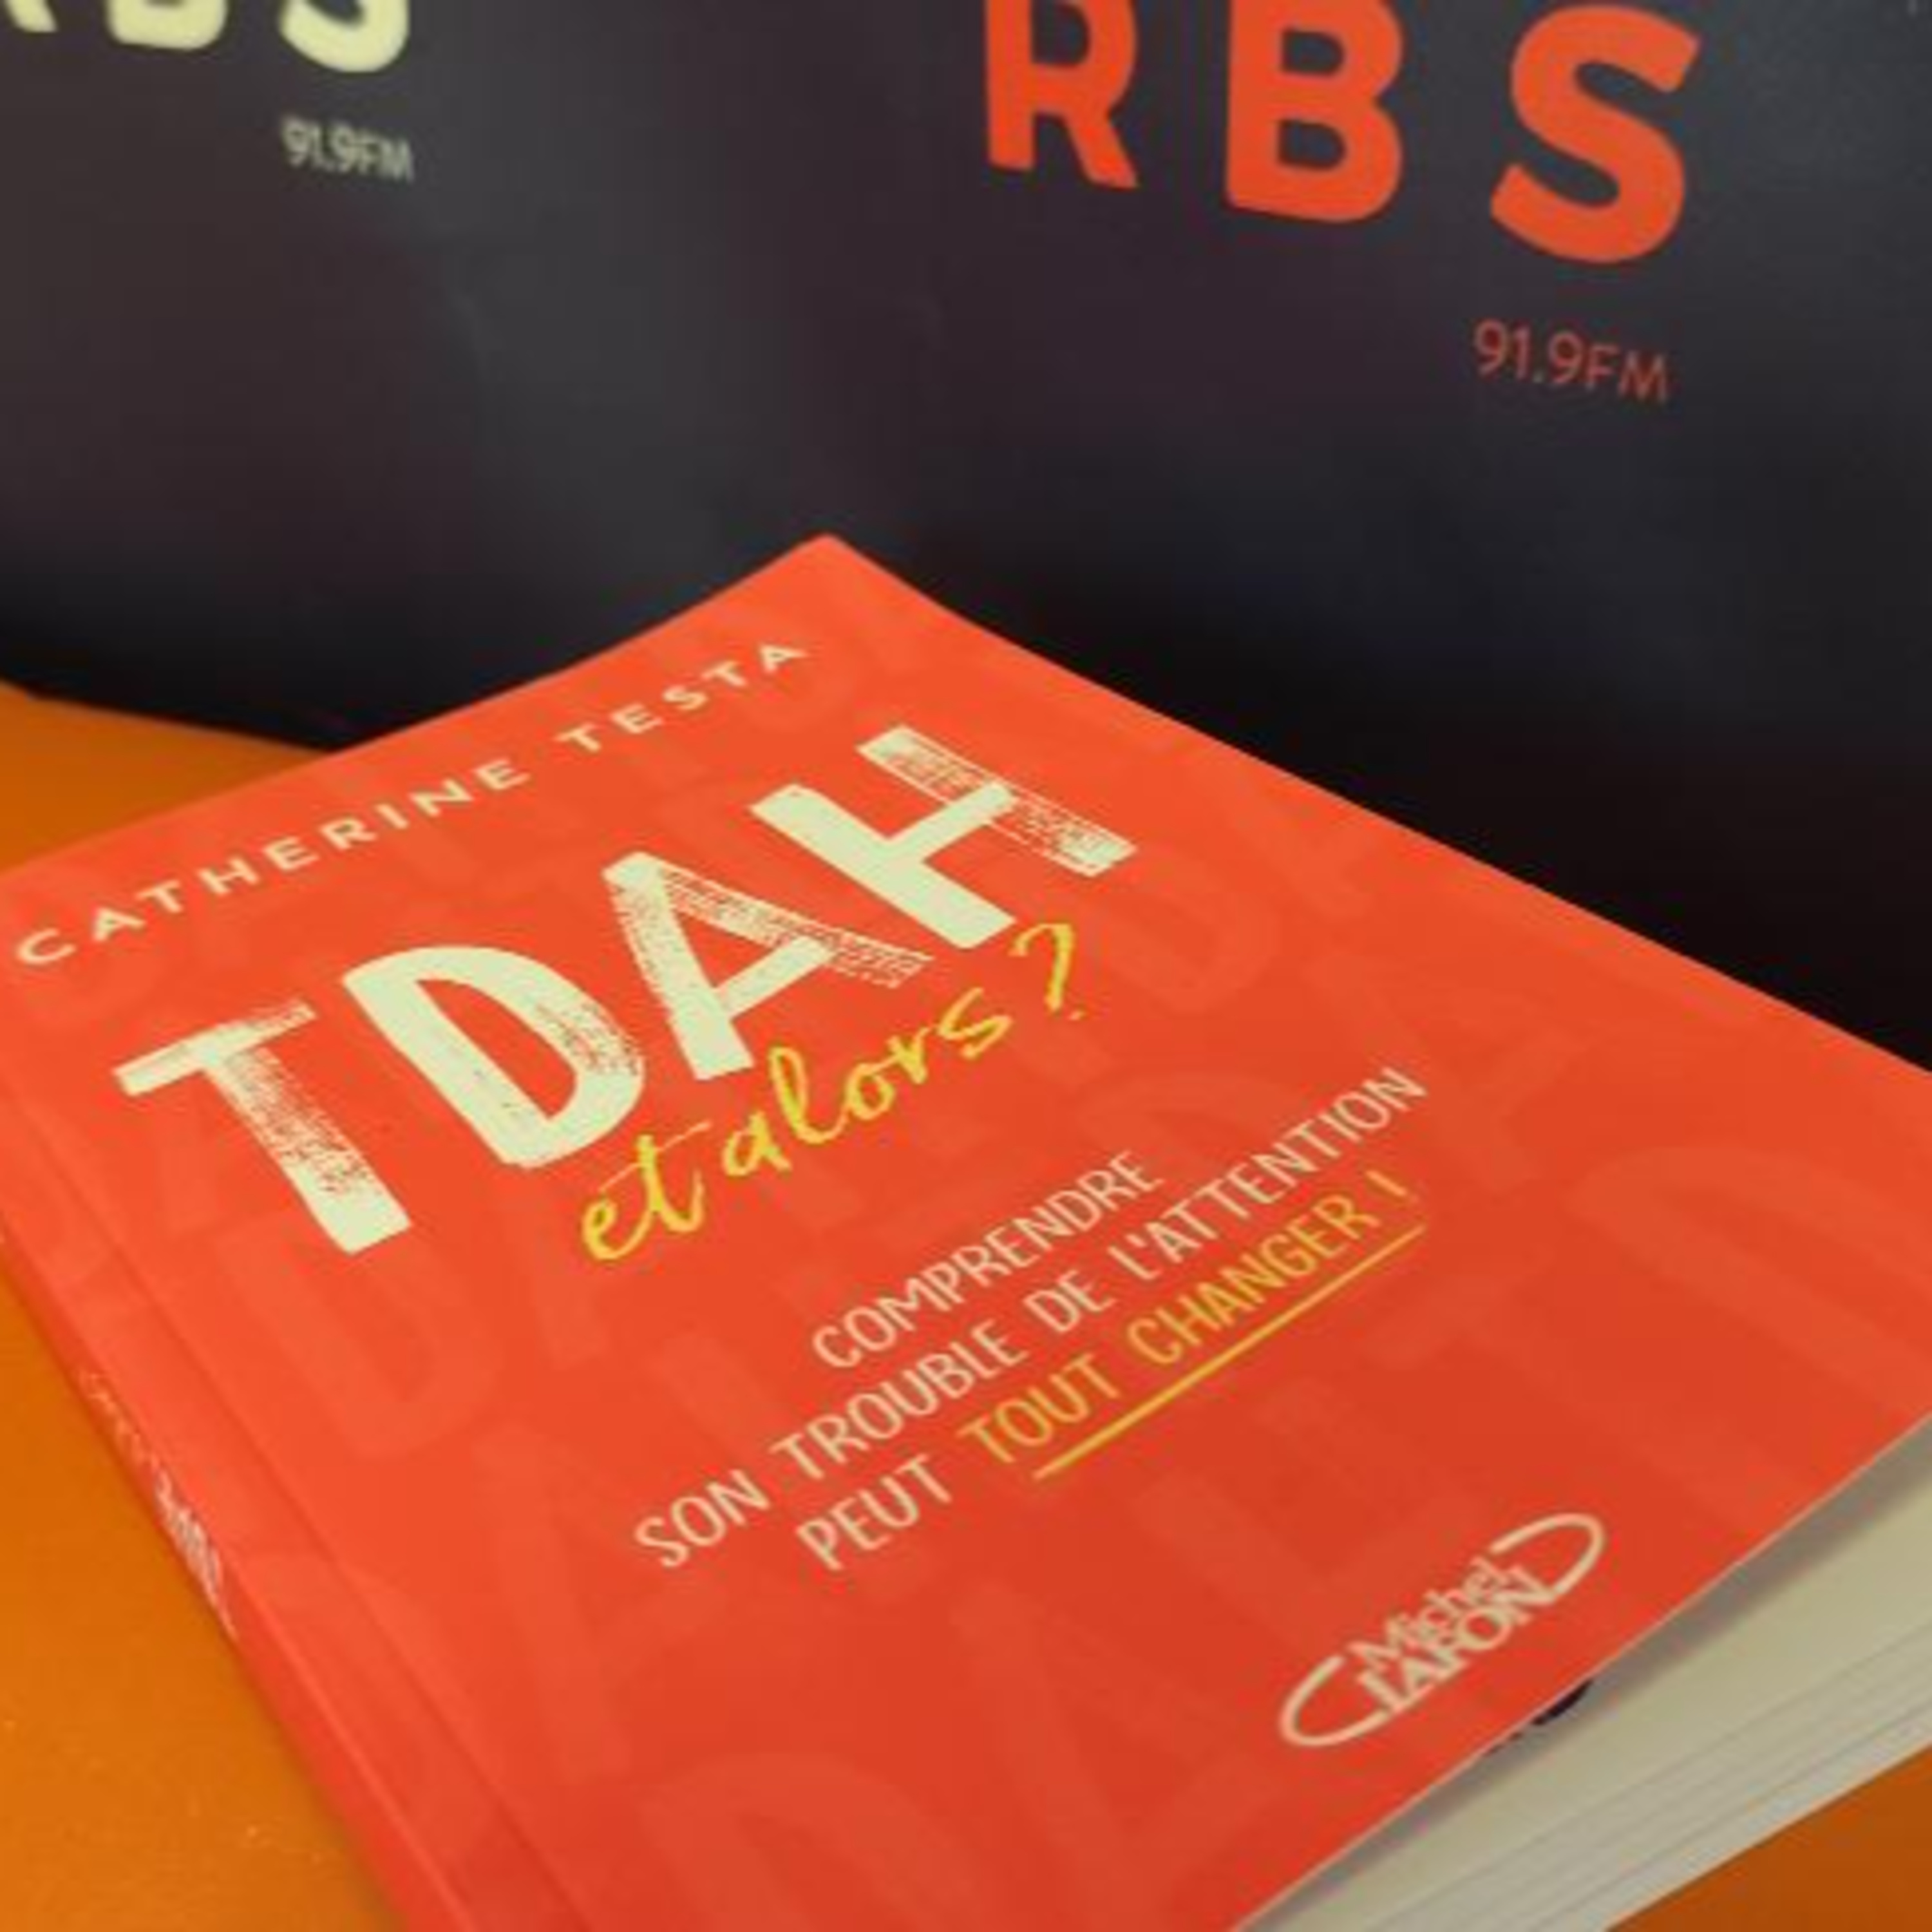 RBS
91.9FM
RBS
91.9FM
CATHERINE TESTA
TDAH
et alors ?
COMPRENDRE
SON TROUBLE DE L'ATTENTION
PEUT TOUT CHANGER !
Michel
LAFON